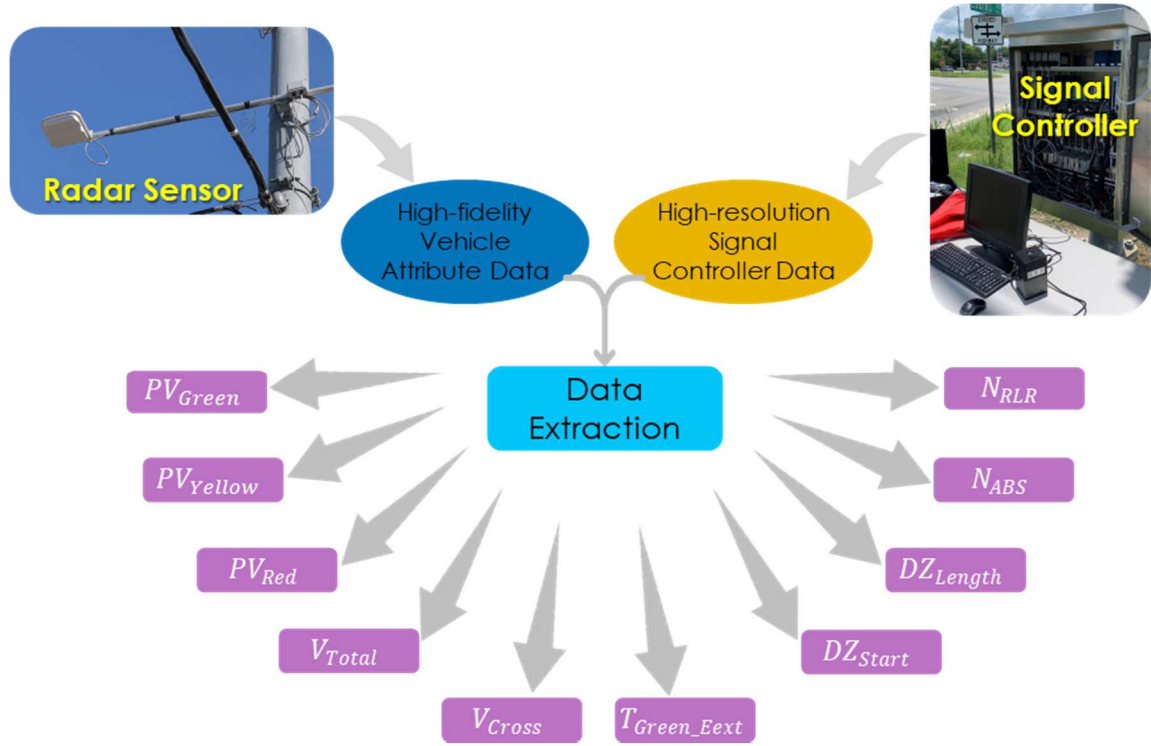 Radar Sensor
Signal
Controller
High-fidelity
Vehicle
Attribute Data
High-resolution
Signal
Controller Data
Data
Extraction
PV_Green
N_RLR
PV_Yellow
N_ABS
PV_Red
DZ_Length
V_Total
DZ_Start
V_Cross
T_Green_Eext